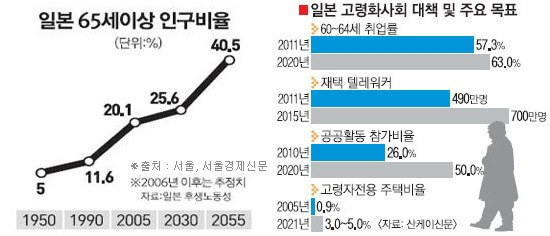 일본 65세이상 인구비율
(단위:%)
40.5
25.6
20.1
11.6
5
※출처 : 서울, 서울경제신문
※2006년 이후는 추정치
자료:일본 후생노동성
1950 1990 2005 2030 2055
일본 고령화사회 대책 및 주요 목표
60~64세 취업률
2011년 57.3%
2020년 63.0%
재택 텔레워커
2011년 490만명
2015년 700만명
공공활동 참가비율
2010년 26.0%
2020년 50.0%
고령자전용 주택비율
2005년 0.9%
2021년 3.0~5.0% <자료: 산케이신문>